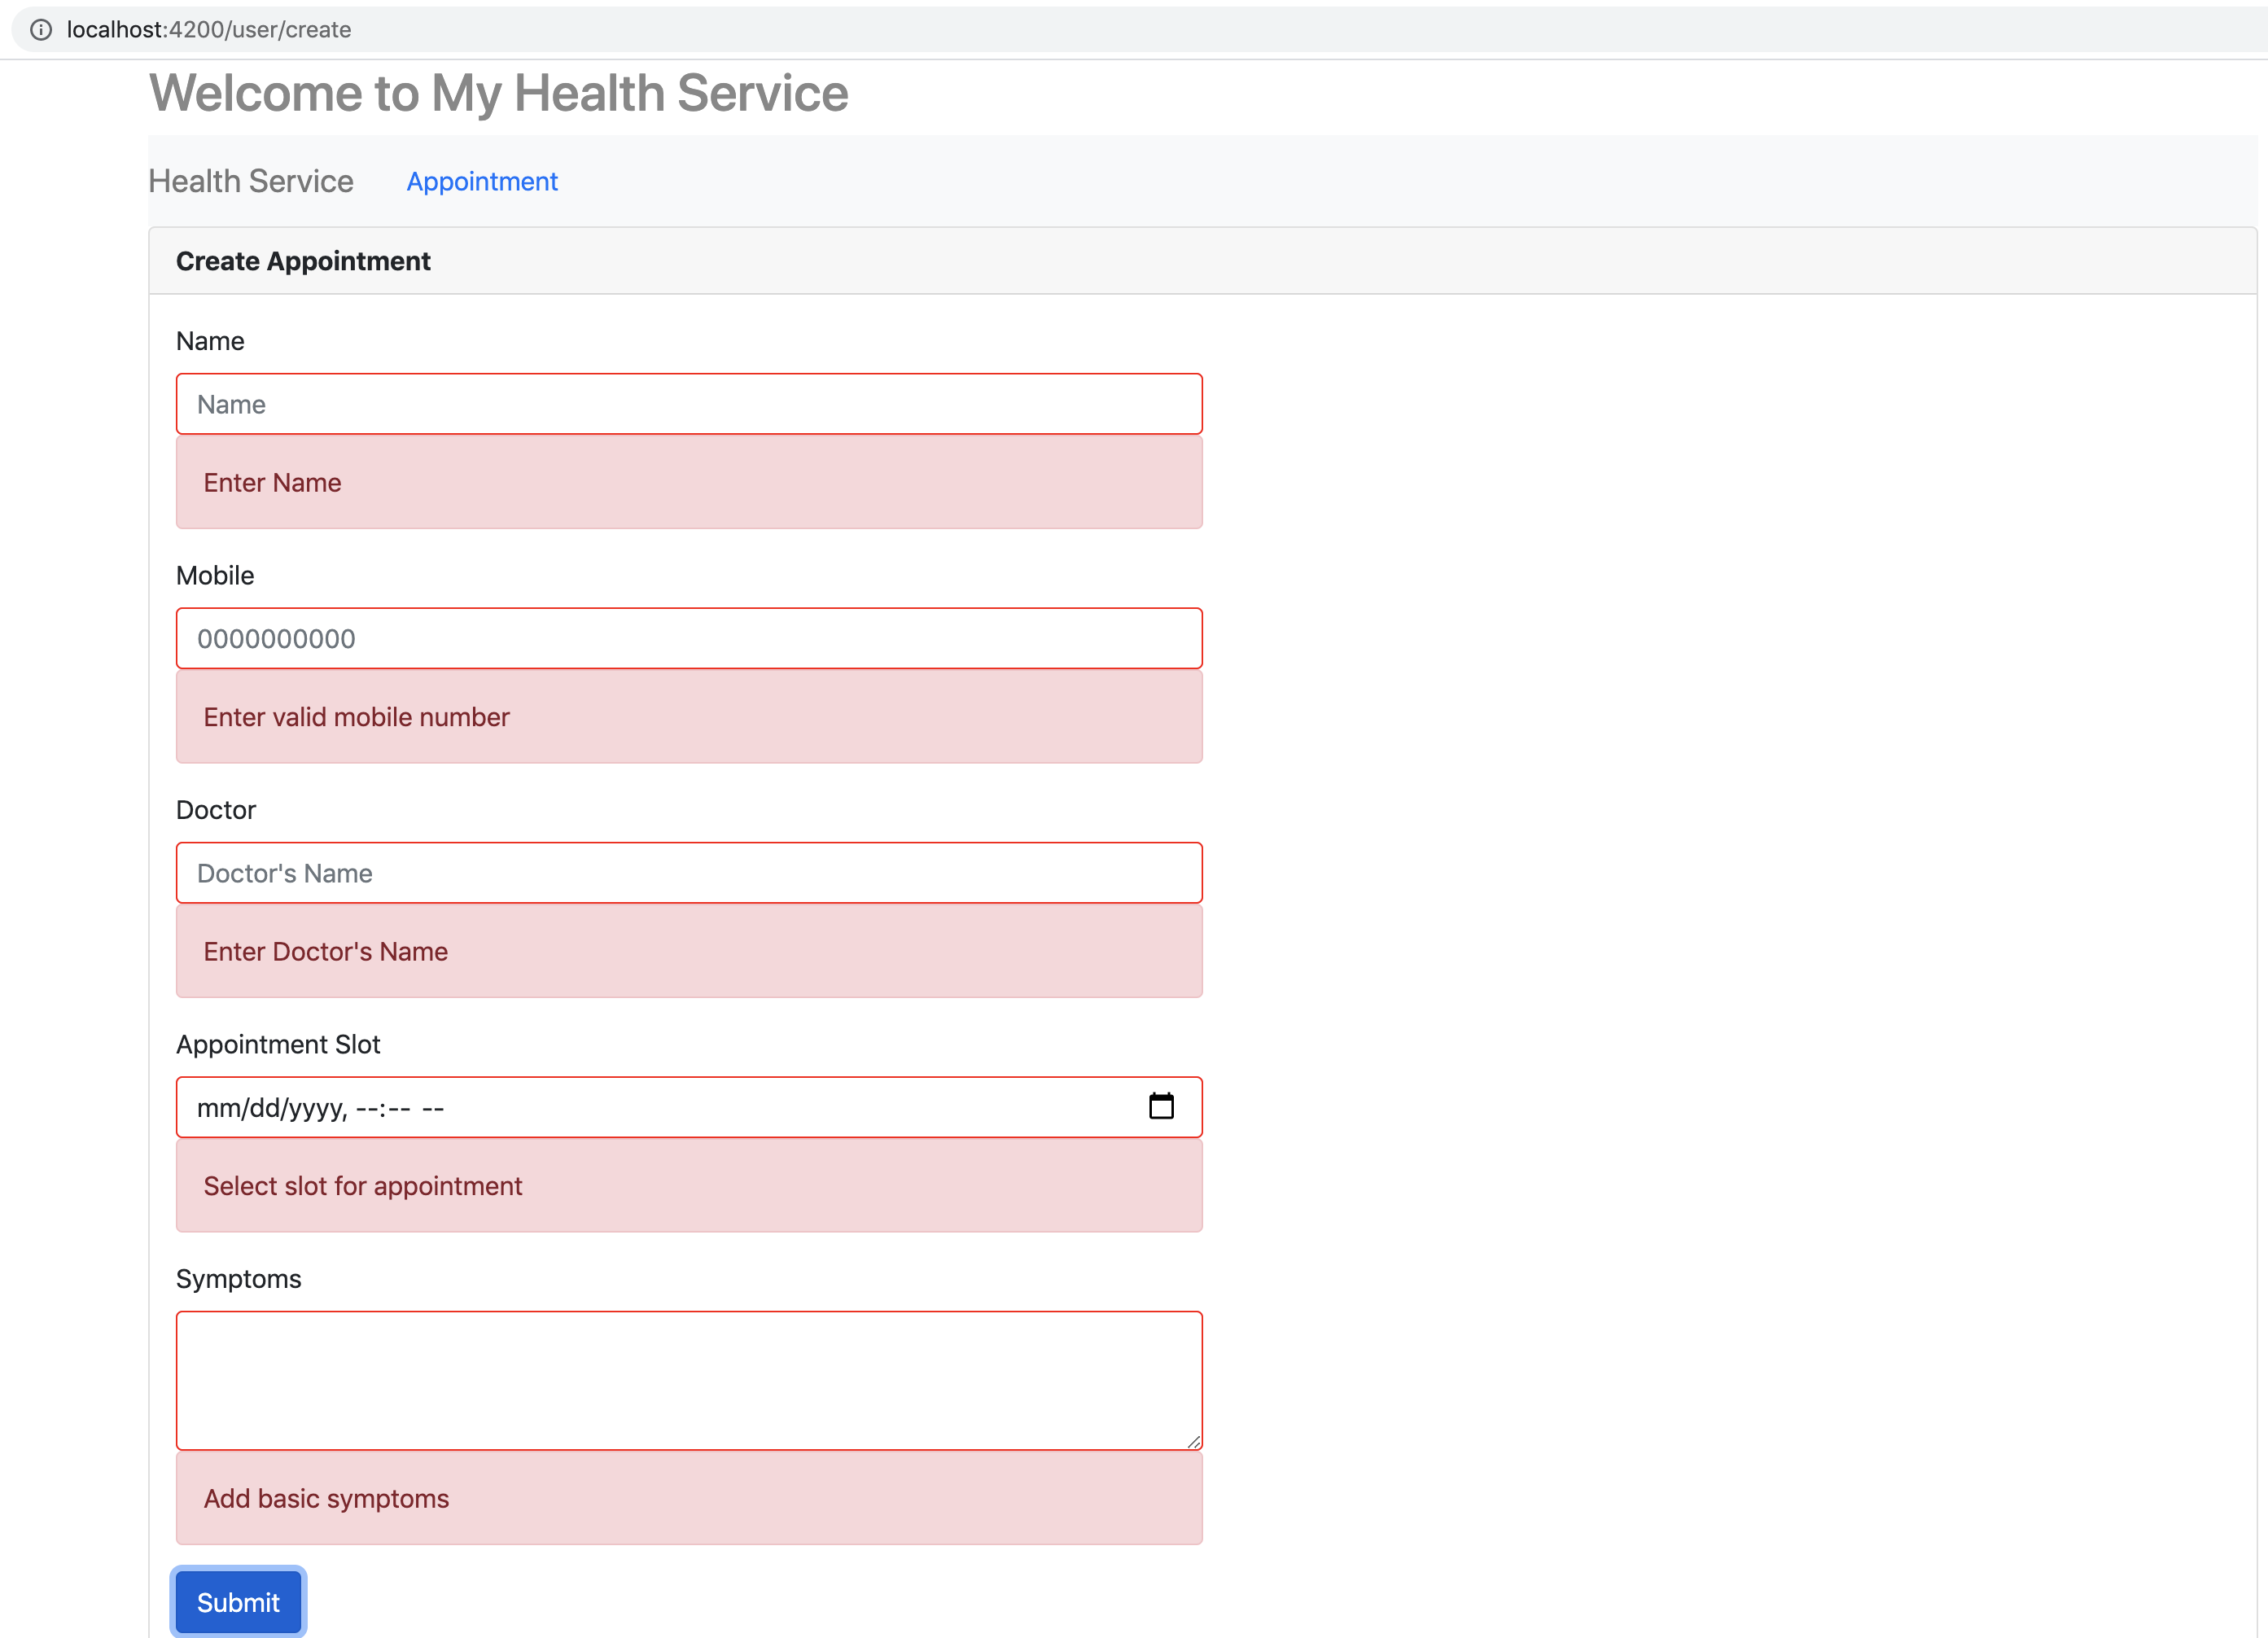 localhost:4200/user/create
Welcome to My Health Service
Health Service Appointment
Create Appointment
Name
Name
Enter Name
Mobile
0000000000
Enter valid mobile number
Doctor
Doctor's Name
Enter Doctor's Name
Appointment Slot
mm/dd/yyyy, --:-- --
Select slot for appointment
Symptoms
Add basic symptoms
Submit